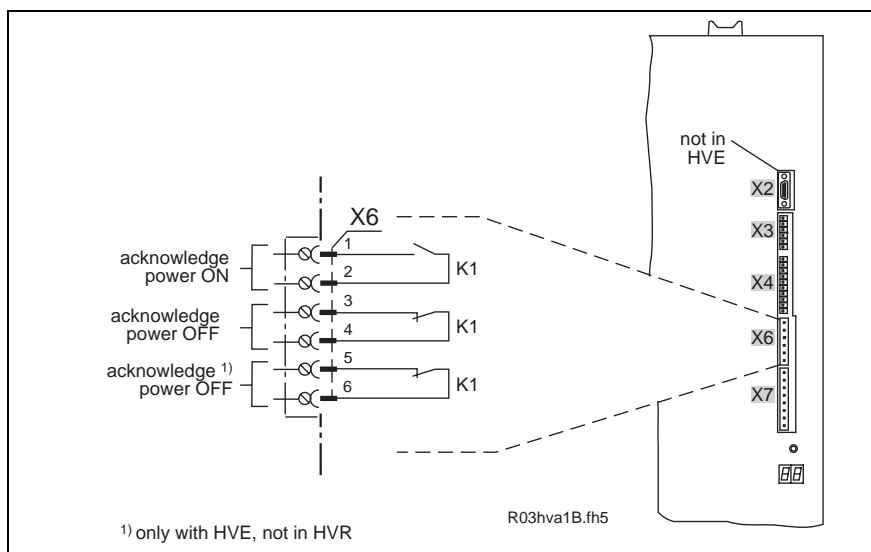 not in
HVE
X2
X3
X4
X6
X7
X6
acknowledge
power ON
1
2
K1
acknowledge
power OFF
3
4
K1
acknowledge 1)
power OFF
5
6
K1
1) only with HVE, not in HVR
R03hva1B.fh5